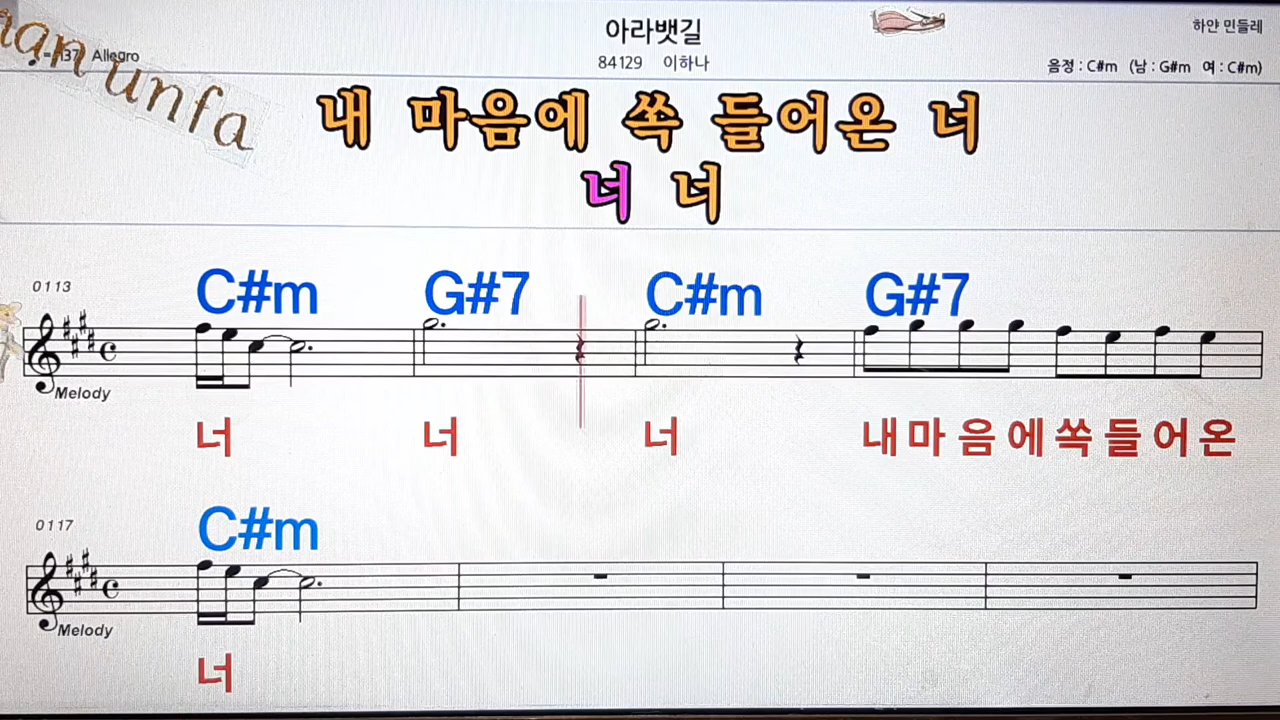 아라뱃길
하얀 민들레
=137 Allegro
84129 이하나
음정 : C#m (남 : G#m 여 : C#m)
unfa
내 마음에 쏙 들어온 너
너 너
0113
C#m G#7 C#m G#7
Melody
너 너 너 내마음에쏙들어온
0117
C#m
Melody
너